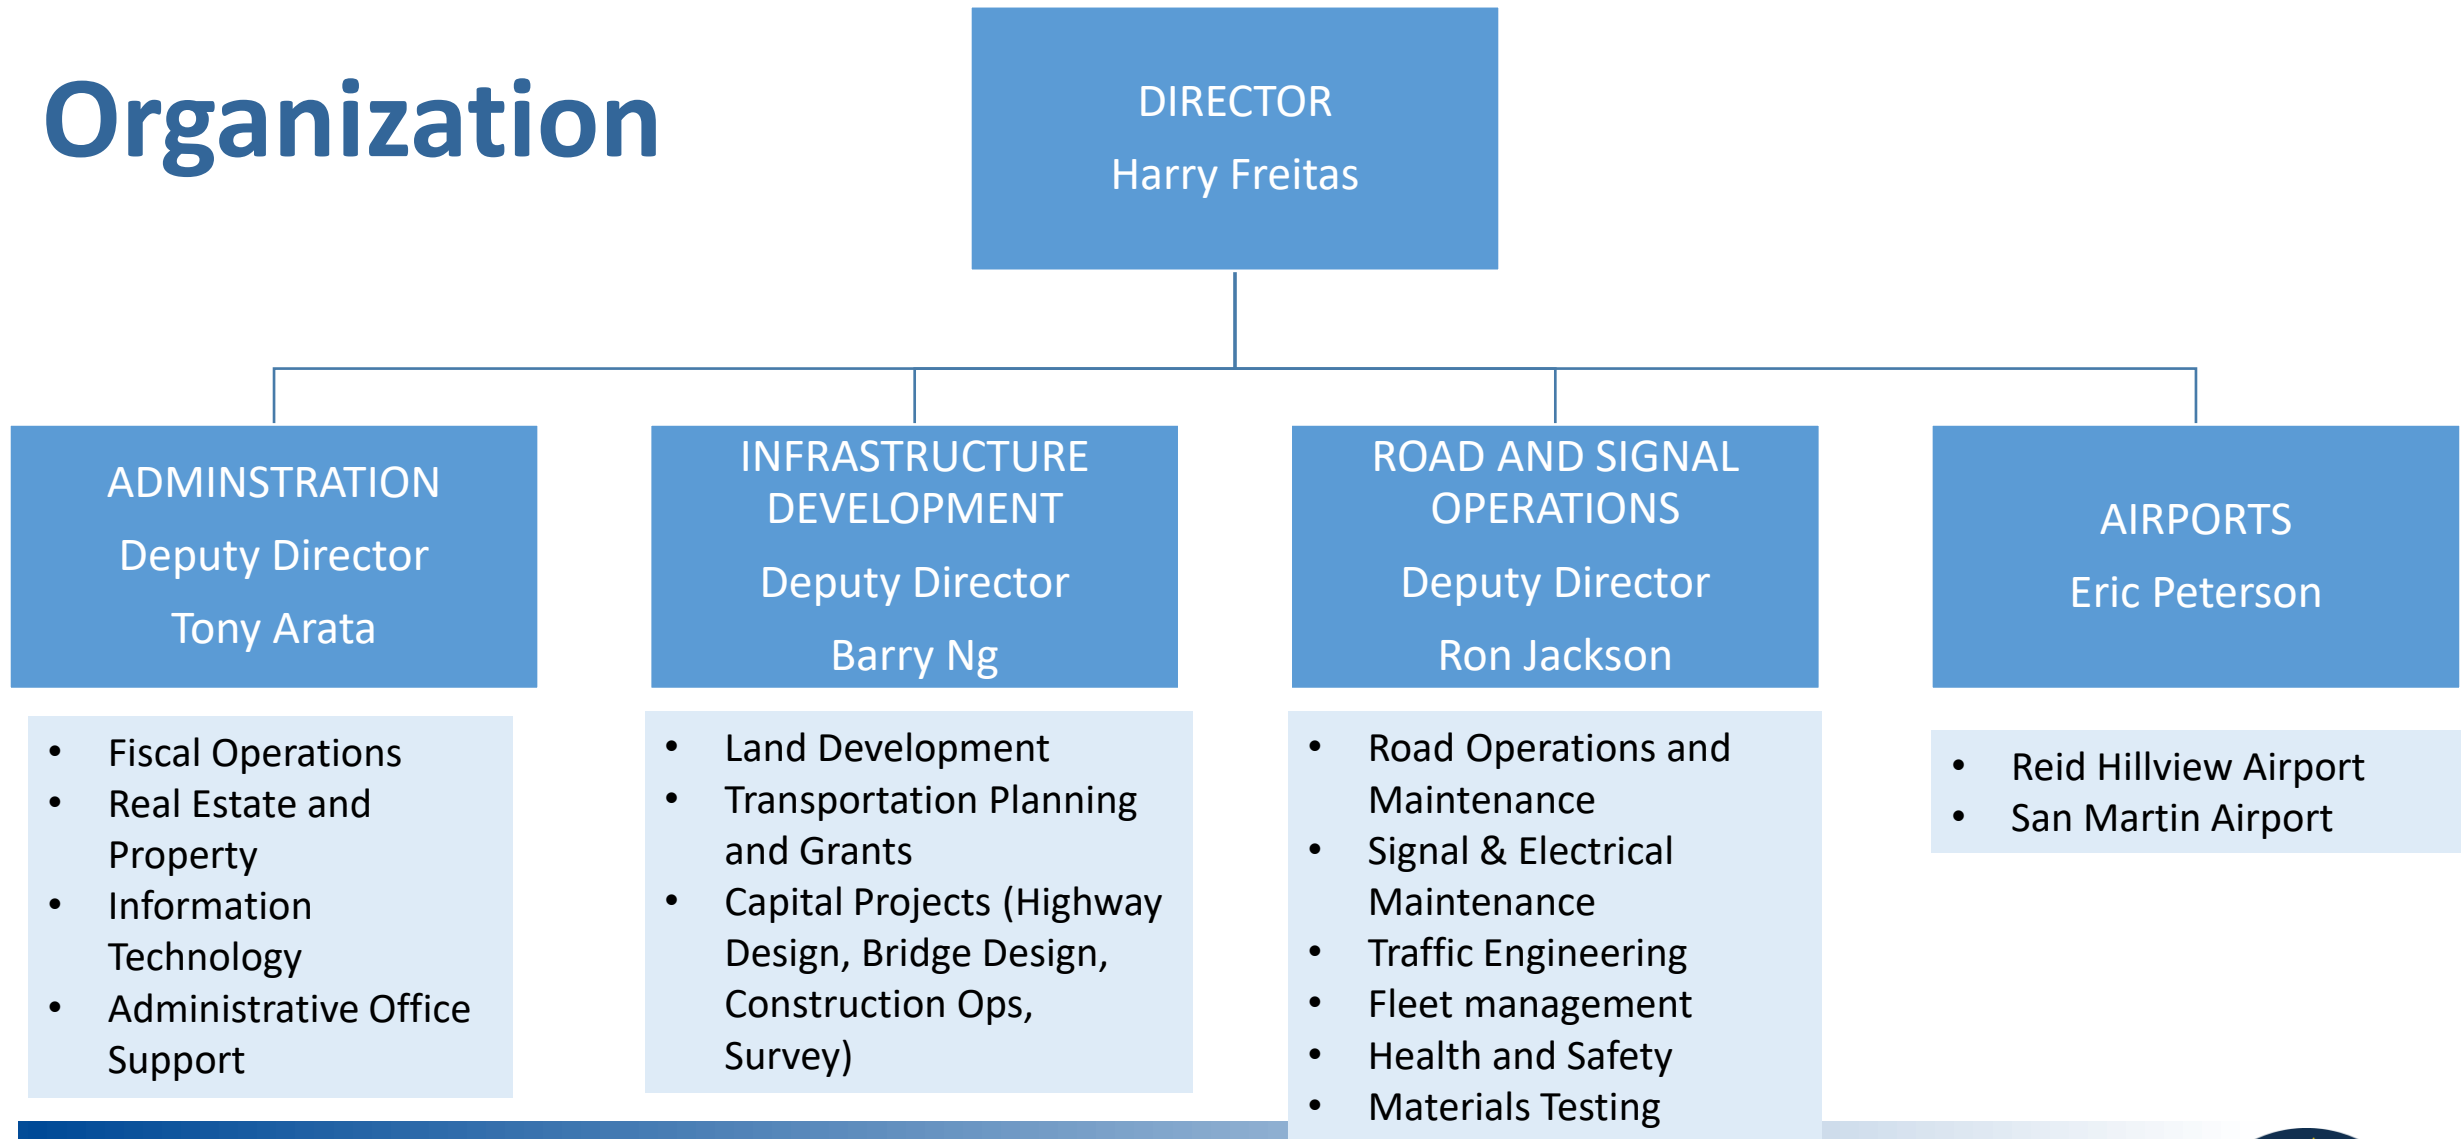 Organization
DIRECTOR
Harry Freitas
ADMINSTRATION
Deputy Director
Tony Arata
INFRASTRUCTURE
DEVELOPMENT
Deputy Director
Barry Ng
ROAD AND SIGNAL
OPERATIONS
Deputy Director
Ron Jackson
AIRPORTS
Eric Peterson
• Fiscal Operations
• Real Estate and
Property
• Information
Technology
• Administrative Office
Support
• Land Development
• Transportation Planning
and Grants
• Capital Projects (Highway
Design, Bridge Design,
Construction Ops,
Survey)
• Road Operations and
Maintenance
• Signal & Electrical
Maintenance
• Traffic Engineering
• Fleet management
• Health and Safety
• Materials Testing
• Reid Hillview Airport
• San Martin Airport